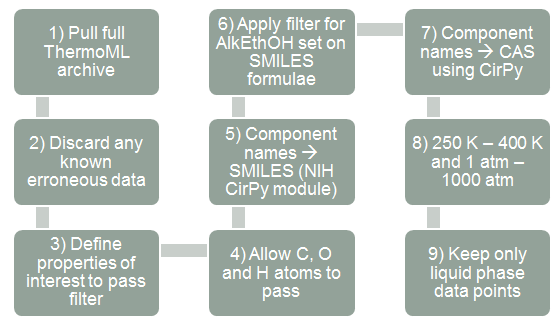 1) Pull full
ThermoML
archive
2) Discard any
known
erroneous data
3) Define
properties of
interest to pass
filter
4) Allow C, O
and H atoms to
pass
5) Component
names →
SMILES (NIH
CirPy module)
6) Apply filter for
AlkEthOH set on
SMILES
formulae
7) Component
names → CAS
using CirPy
8) 250 K – 400 K
and 1 atm –
1000 atm
9) Keep only
liquid phase
data points